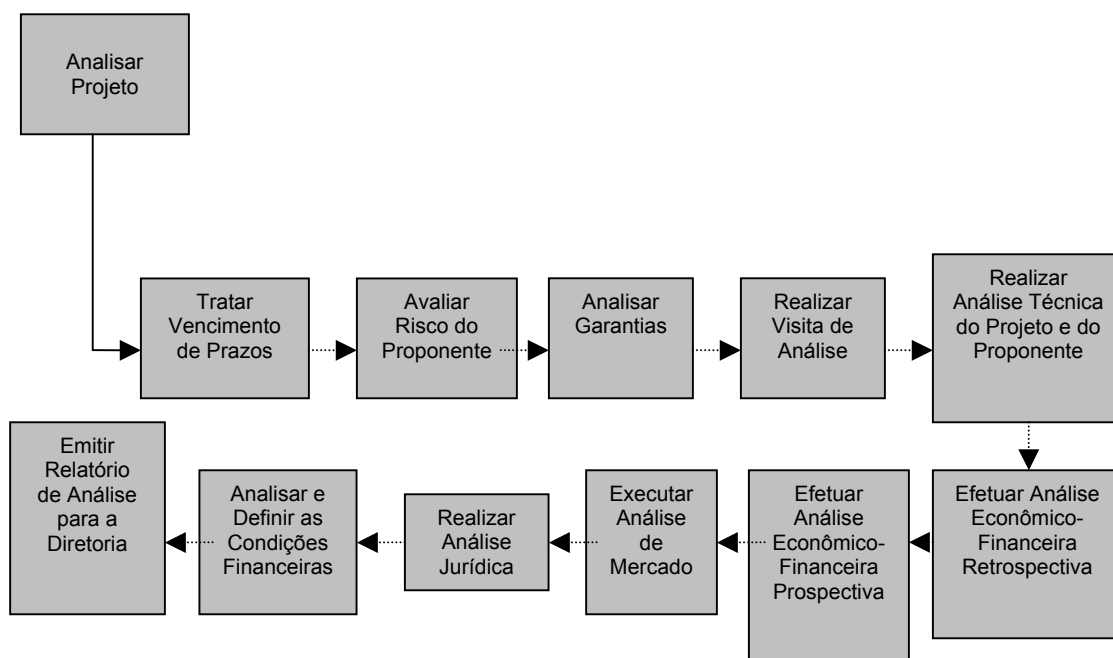 Analisar
Projeto
Tratar
Vencimento
de Prazos
Avaliar
Risco do
Proponente
Analisar
Garantias
Realizar
Visita de
Análise
Realizar
Análise Técnica
do Projeto e do
Proponente
Efetuar Análise
Econômico-
Financeira
Retrospectiva
Efetuar
Análise
Econômico-
Financeira
Prospectiva
Executar
Análise
de
Mercado
Realizar
Análise
Jurídica
Analisar e
Definir as
Condições
Financeiras
Emitir
Relatório
de Análise
para a
Diretoria